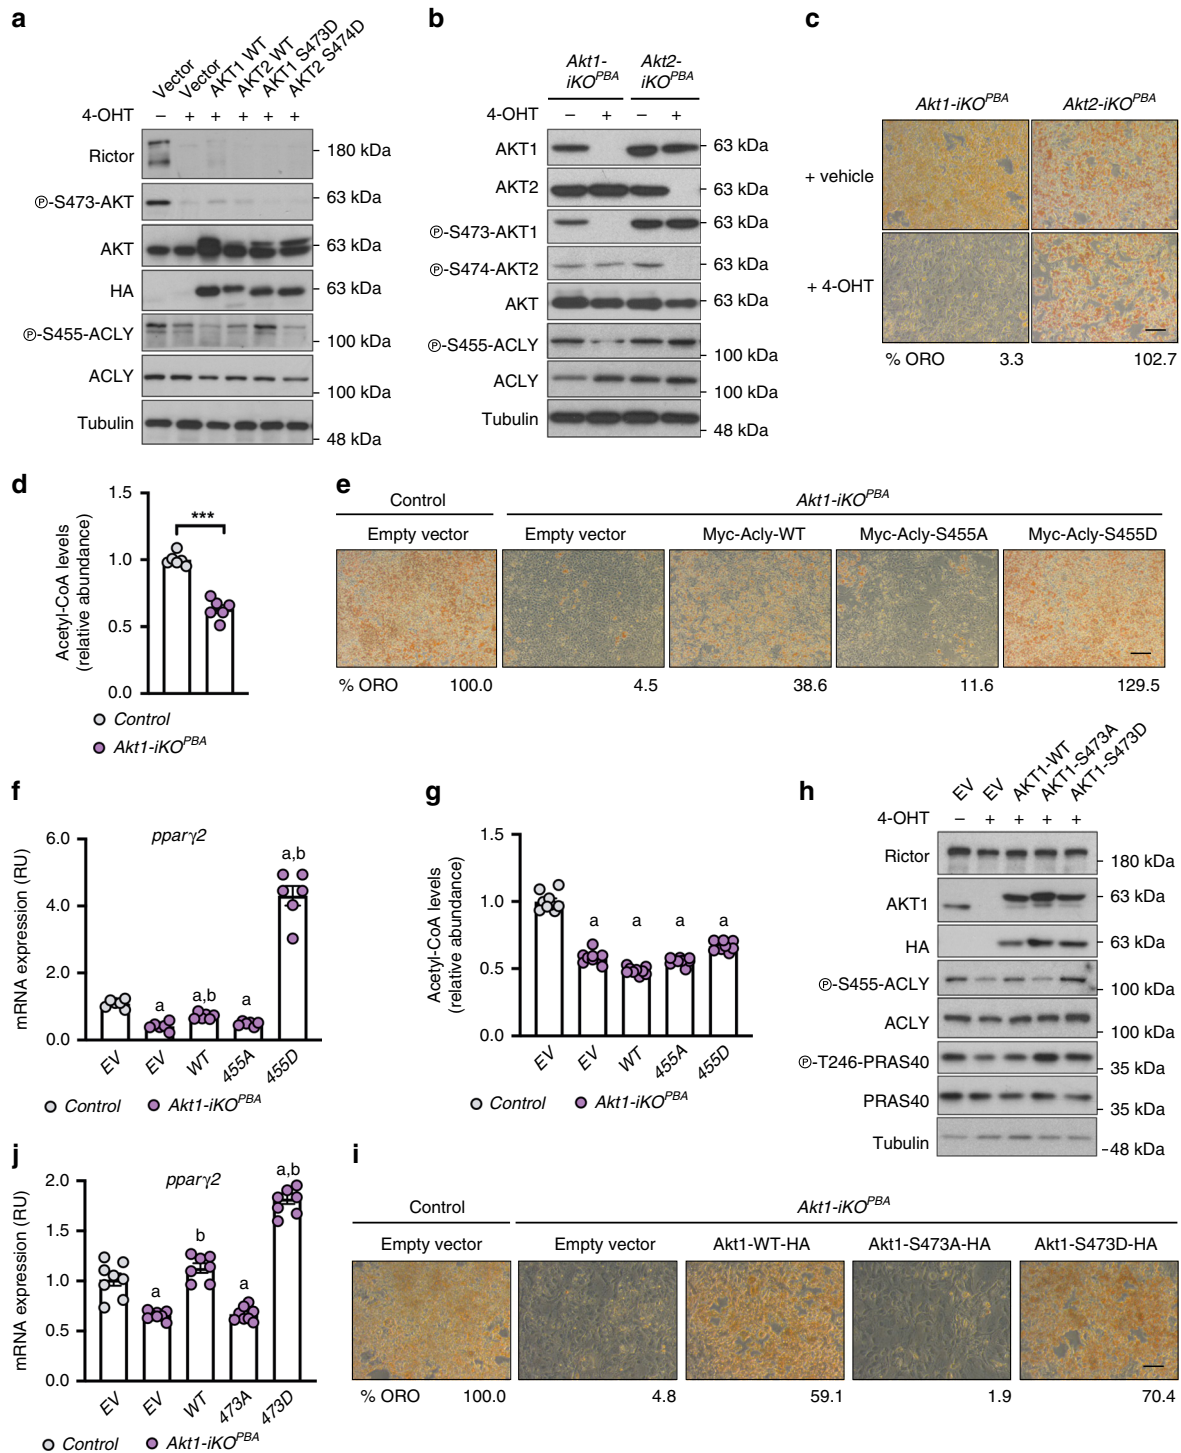 a
Vector
Vector
AKT1 WT
AKT2 WT
AKT1 S473D
AKT2 S474D
4-OHT
− + + + + +
Rictor
180 kDa
Ⓟ-S473-AKT
63 kDa
AKT
63 kDa
HA
63 kDa
Ⓟ-S455-ACLY
100 kDa
ACLY
100 kDa
Tubulin
48 kDa
b
Akt1-iKO^PBA
Akt2-iKO^PBA
4-OHT
− + − +
AKT1
63 kDa
AKT2
63 kDa
Ⓟ-S473-AKT1
63 kDa
Ⓟ-S474-AKT2
63 kDa
AKT
63 kDa
Ⓟ-S455-ACLY
100 kDa
ACLY
100 kDa
Tubulin
48 kDa
c
Akt1-iKO^PBA Akt2-iKO^PBA
+ vehicle
+ 4-OHT
% ORO 3.3 102.7
d
Acetyl-CoA levels
(relative abundance)
1.5
1.0
0.5
0.0
***
Control
Akt1-iKO^PBA
e
Control Akt1-iKO^PBA
Empty vector Empty vector Myc-Acly-WT Myc-Acly-S455A Myc-Acly-S455D
% ORO 100.0 4.5 38.6 11.6 129.5
f
pparγ2
mRNA expression (RU)
6.0
4.0
2.0
0.0
a a,b a a,b
EV EV WT 455A 455D
Control Akt1-iKO^PBA
g
Acetyl-CoA levels
(relative abundance)
1.5
1.0
0.5
0.0
a a a a
EV EV WT 455A 455D
Control Akt1-iKO^PBA
h
EV
EV
AKT1-WT
AKT1-S473A
AKT1-S473D
4-OHT
− + + + +
Rictor
180 kDa
AKT1
63 kDa
HA
63 kDa
Ⓟ-S455-ACLY
100 kDa
ACLY
100 kDa
Ⓟ-T246-PRAS40
35 kDa
PRAS40
35 kDa
Tubulin
48 kDa
j
pparγ2
mRNA expression (RU)
2.0
1.5
1.0
0.5
0.0
a b a a,b
EV EV WT 473A 473D
Control Akt1-iKO^PBA
i
Control Akt1-iKO^PBA
Empty vector Empty vector Akt1-WT-HA Akt1-S473A-HA Akt1-S473D-HA
% ORO 100.0 4.8 59.1 1.9 70.4